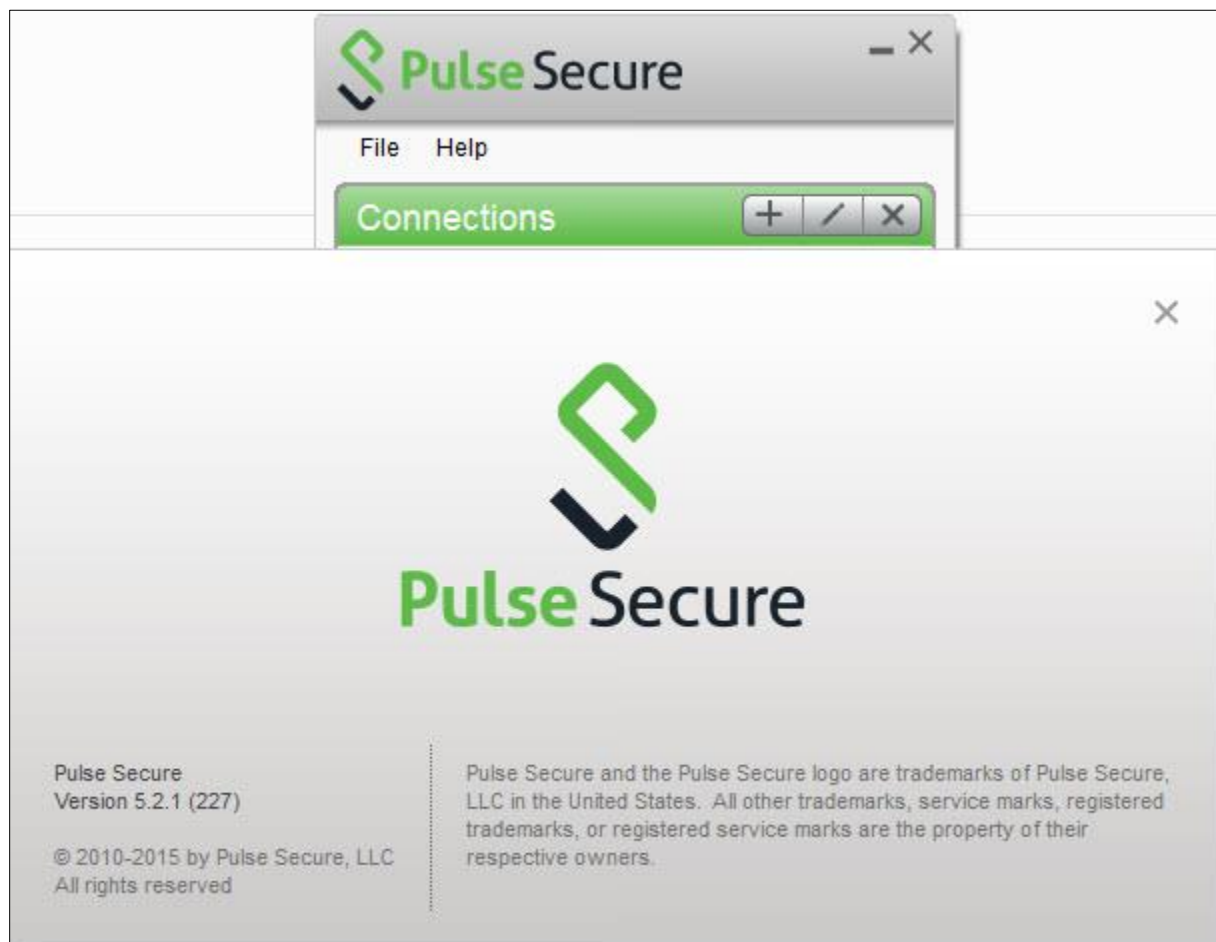 Pulse Secure
File Help
Connections
Pulse Secure
Pulse Secure
Version 5.2.1 (227)
© 2010-2015 by Pulse Secure, LLC
All rights reserved
Pulse Secure and the Pulse Secure logo are trademarks of Pulse Secure,
LLC in the United States. All other trademarks, service marks, registered
trademarks, or registered service marks are the property of their
respective owners.